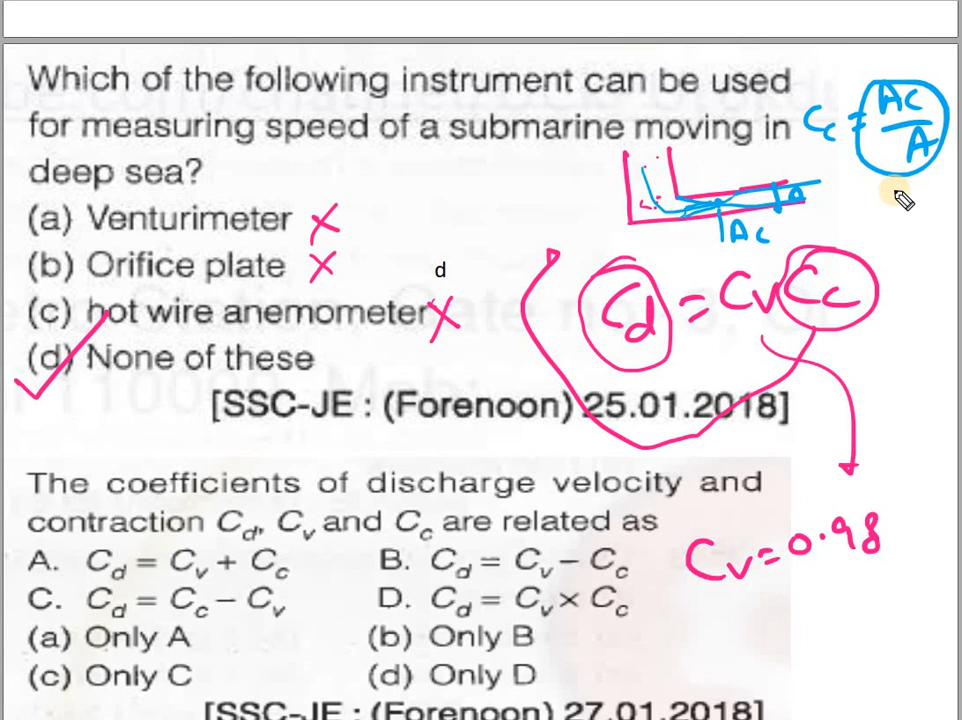 Which of the following instrument can be used
for measuring speed of a submarine moving in
deep sea?
(a) Venturimeter
(b) Orifice plate
d
(c) hot wire anemometer
(d) None of these
[SSC-JE : (Forenoon) 25.01.2018]
Cc = Ac/A
A
Ac
Cd = Cv Cc
Cv = 0.98
The coefficients of discharge velocity and
contraction Cd, Cv and Cc are related as
A. Cd = Cv + Cc B. Cd = Cv − Cc
C. Cd = Cc − Cv D. Cd = Cv × Cc
(a) Only A (b) Only B
(c) Only C (d) Only D
[SSC-JE : (Forenoon) 27.01.2018]